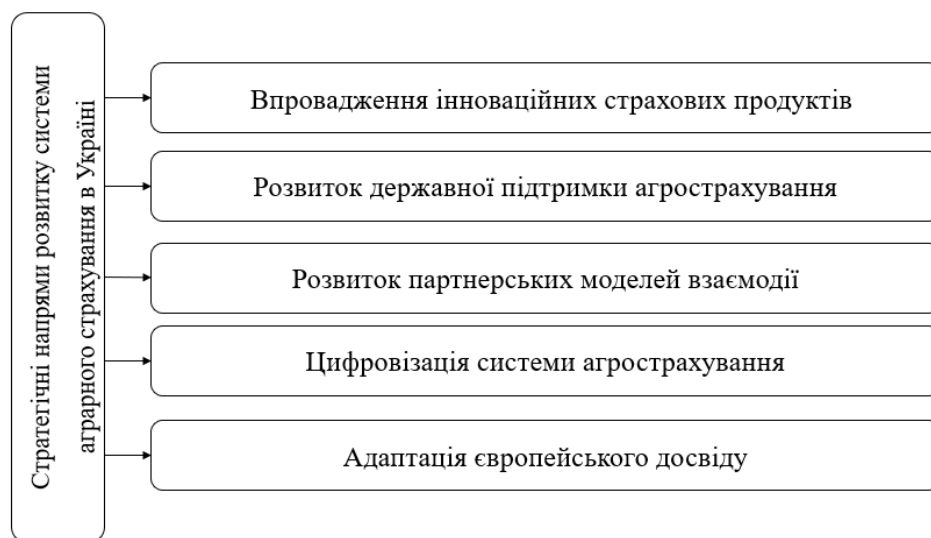 Стратегічні напрями розвитку системи
аграрного страхування в Україні
Впровадження інноваційних страхових продуктів
Розвиток державної підтримки агрострахування
Розвиток партнерських моделей взаємодії
Цифровізація системи агрострахування
Адаптація європейського досвіду